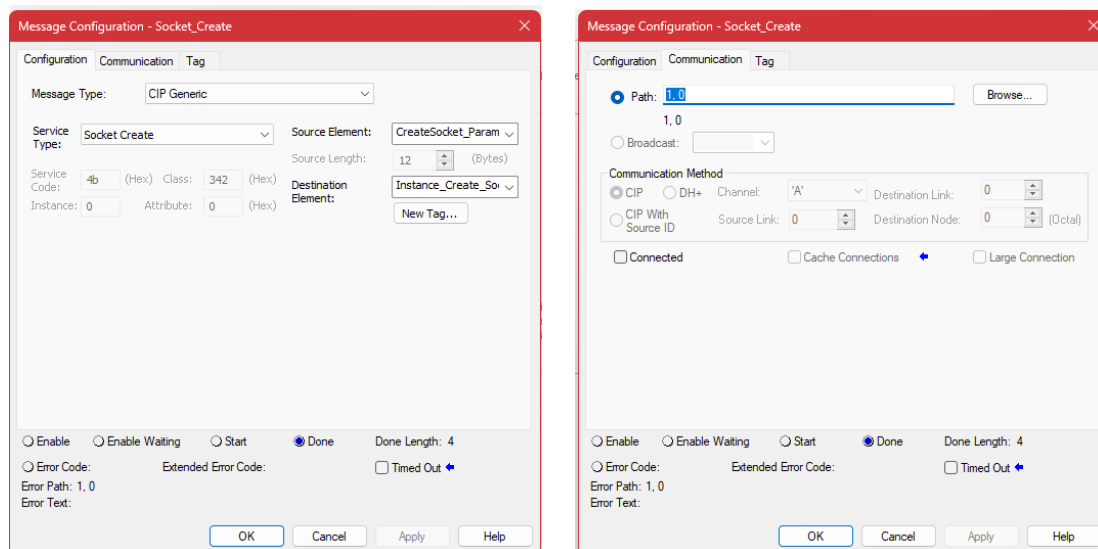 Message Configuration - Socket_Create
Configuration Communication Tag
Message Type: CIP Generic
Service Type: Socket Create
Source Element: CreateSocket_Param
Source Length: 12 (Bytes)
Service Code: 4b (Hex) Class: 342 (Hex)
Destination Element: Instance_Create_So
Instance: 0 Attribute: 0 (Hex)
New Tag...
Enable Enable Waiting Start Done Done Length: 4
Error Code: Extended Error Code: Timed Out
Error Path: 1, 0
Error Text:
OK Cancel Apply Help
Message Configuration - Socket_Create
Configuration Communication Tag
Path: 1, 0 Browse...
1, 0
Broadcast:
Communication Method
CIP DH+ Channel: 'A' Destination Link: 0
CIP With Source ID Source Link: 0 Destination Node: 0 (Octal)
Connected Cache Connections Large Connection
Enable Enable Waiting Start Done Done Length: 4
Error Code: Extended Error Code: Timed Out
Error Path: 1, 0
Error Text:
OK Cancel Apply Help